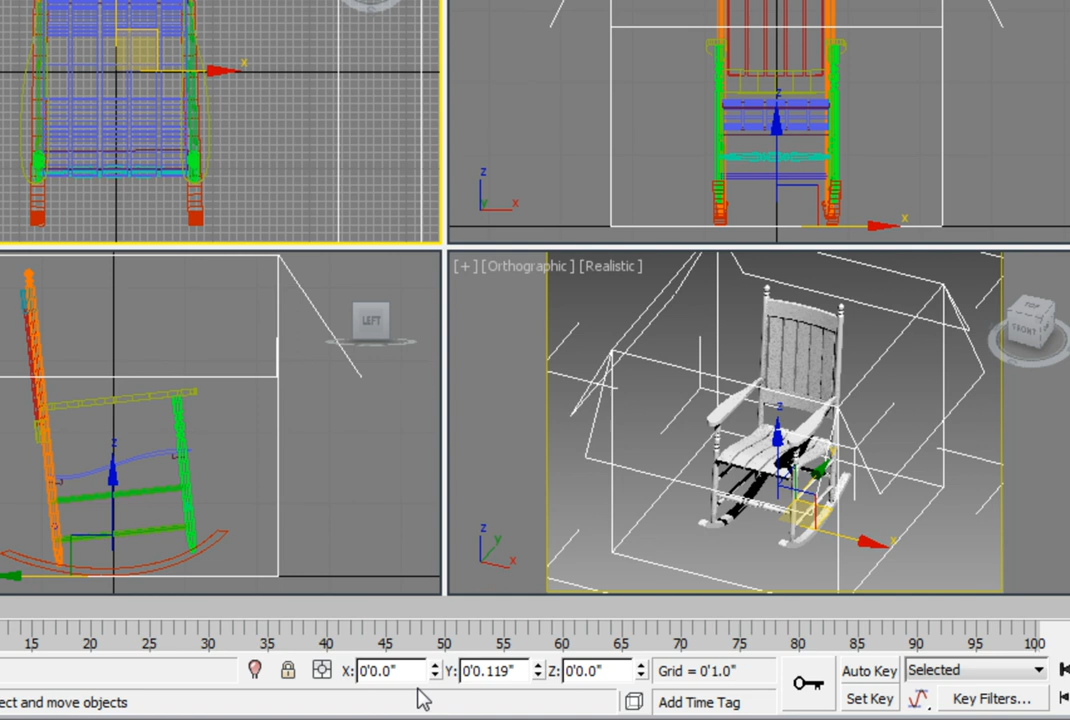 x
z
x
z
x
[+] [Orthographic] [Realistic]
LEFT
z
TOP
FRONT
z
x
z
y
x
15 20 25 30 35 40 45 50 55 60 65 70 75 80 85 90 95 100
X: 0'0.0" Y: 0'0.119" Z: 0'0.0" Grid = 0'1.0" Auto Key Selected
ect and move objects Add Time Tag Set Key Key Filters...